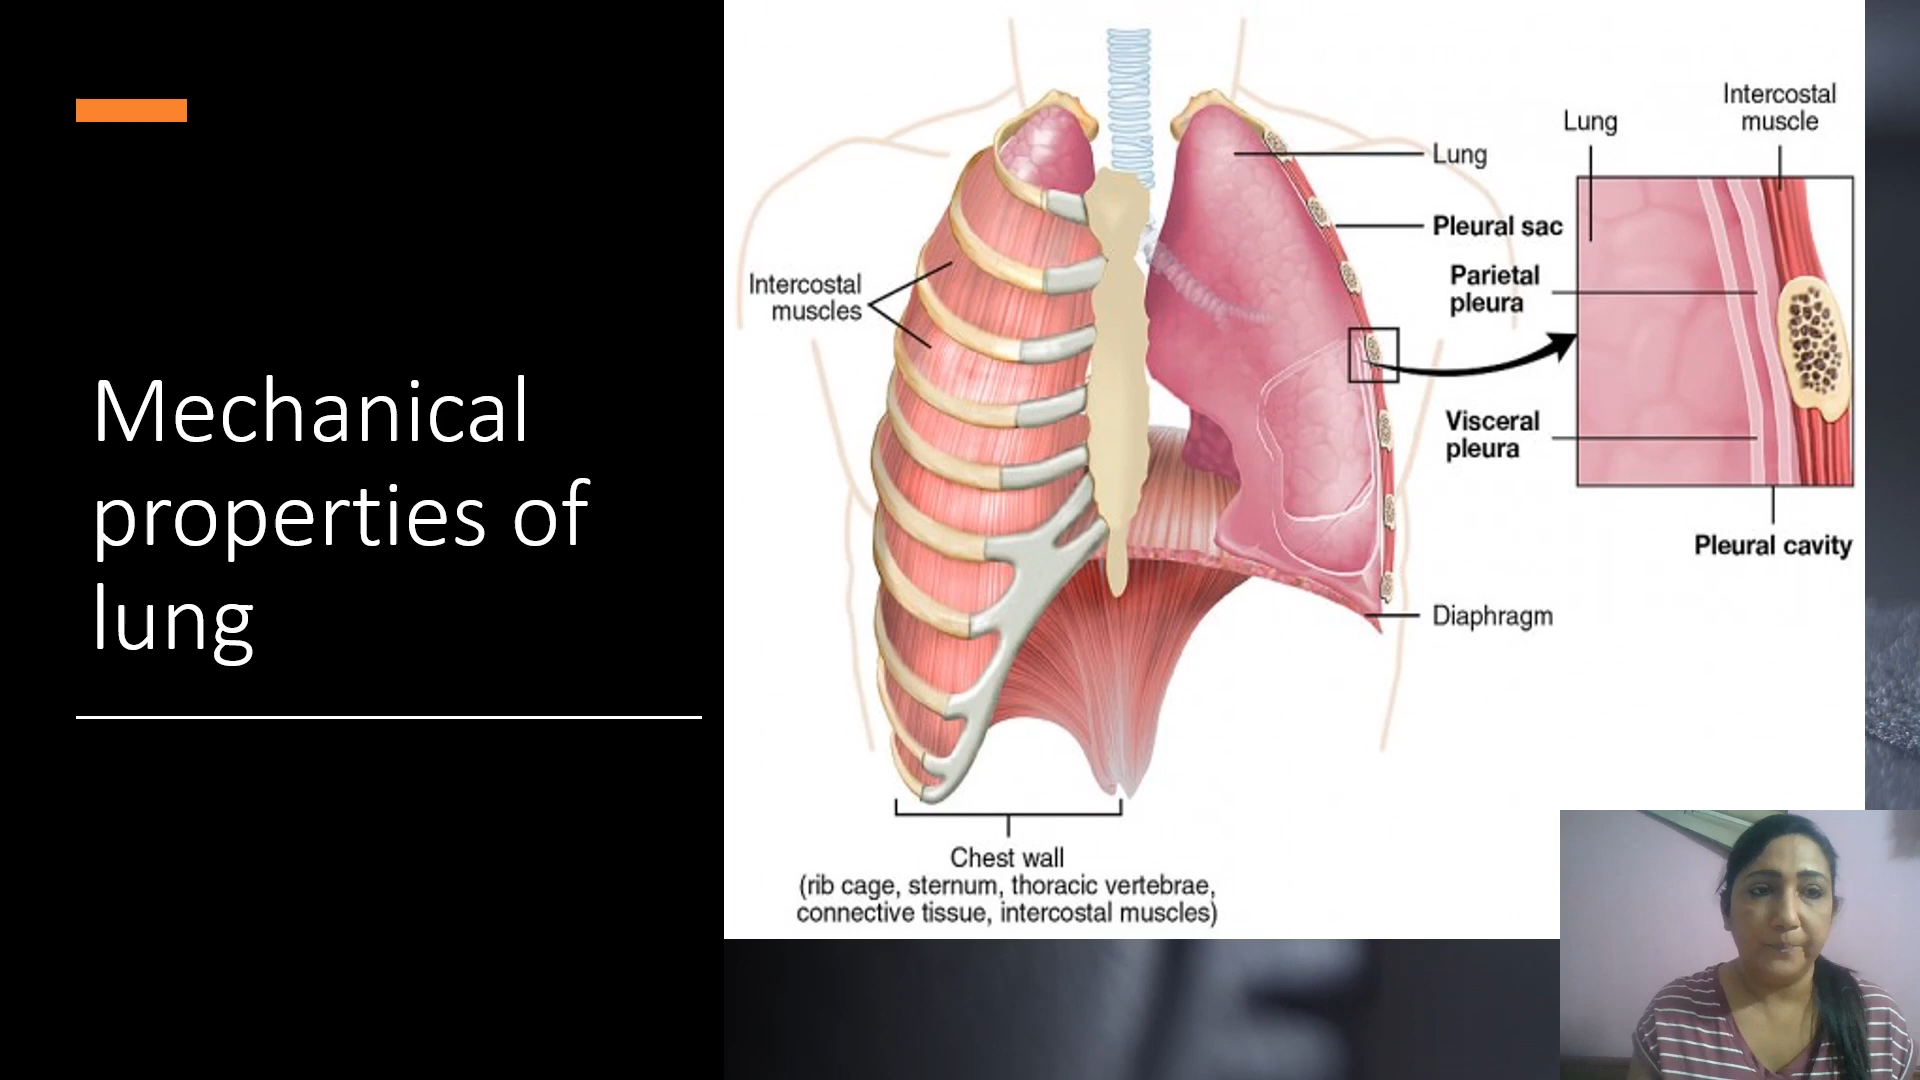 Mechanical
properties of
lung
Intercostal
muscles
Lung
Pleural sac
Parietal
pleura
Visceral
pleura
Diaphragm
Lung
Intercostal
muscle
Pleural cavity
Chest wall
(rib cage, sternum, thoracic vertebrae,
connective tissue, intercostal muscles)